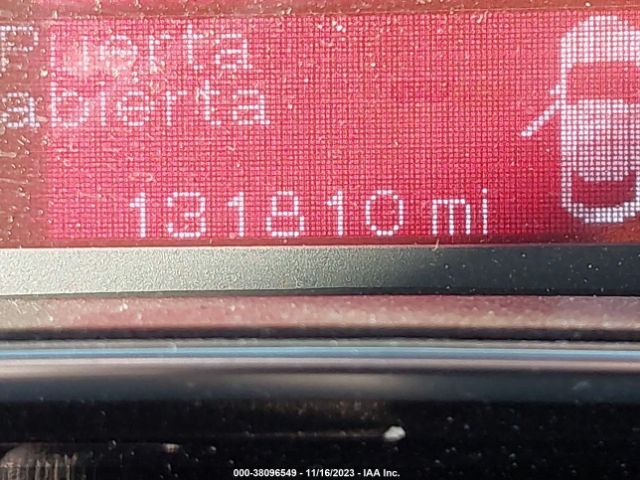 Puerta
abierta
131810 mi
000-38096549 - 11/16/2023 - IAA Inc.